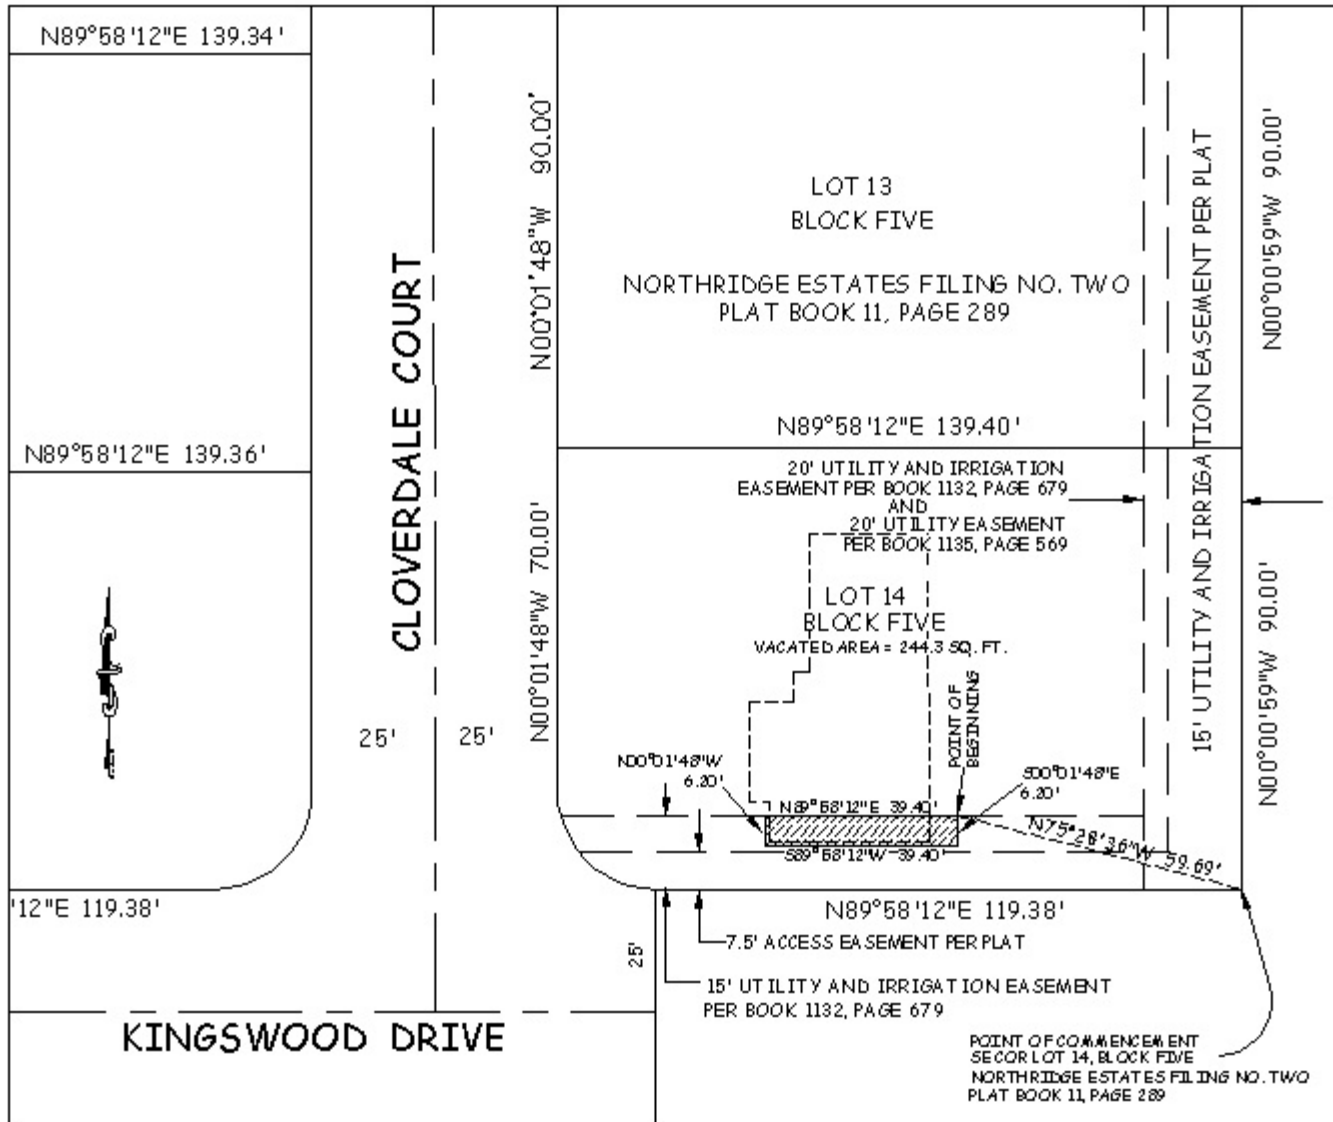 N89°58'12"E 139.34'
N00°01'48"W 90.00'
LOT 13
BLOCK FIVE
NORTHRIDGE ESTATES FILING NO. TWO
PLAT BOOK 11, PAGE 289
15' UTILITY AND IRRIGATION EASEMENT PER PLAT
N00°00'59"W 90.00'
CLOVERDALE COURT
N89°58'12"E 139.36'
N89°58'12"E 139.40'
20' UTILITY AND IRRIGATION
EASEMENT PER BOOK 1132, PAGE 679
AND
20' UTILITY EASEMENT
PER BOOK 1135, PAGE 569
N00°01'48"W 70.00'
LOT 14
BLOCK FIVE
VACATED AREA = 244.3 SQ. FT.
N00°00'59"W 90.00'
25'
25'
POINT OF
BEGINNING
N00°01'48"W
6.20'
S00°01'48"E
6.20'
N89°58'12"E 39.40'
S89°58'12"W 39.40'
N75°28'36"W 59.69'
'12"E 119.38'
N89°58'12"E 119.38'
7.5' ACCESS EASEMENT PER PLAT
25'
15' UTILITY AND IRRIGATION EASEMENT
PER BOOK 1132, PAGE 679
KINGSWOOD DRIVE
POINT OF COMMENCEMENT
SECOR LOT 14, BLOCK FIVE
NORTHRIDGE ESTATES FILING NO. TWO
PLAT BOOK 11, PAGE 289